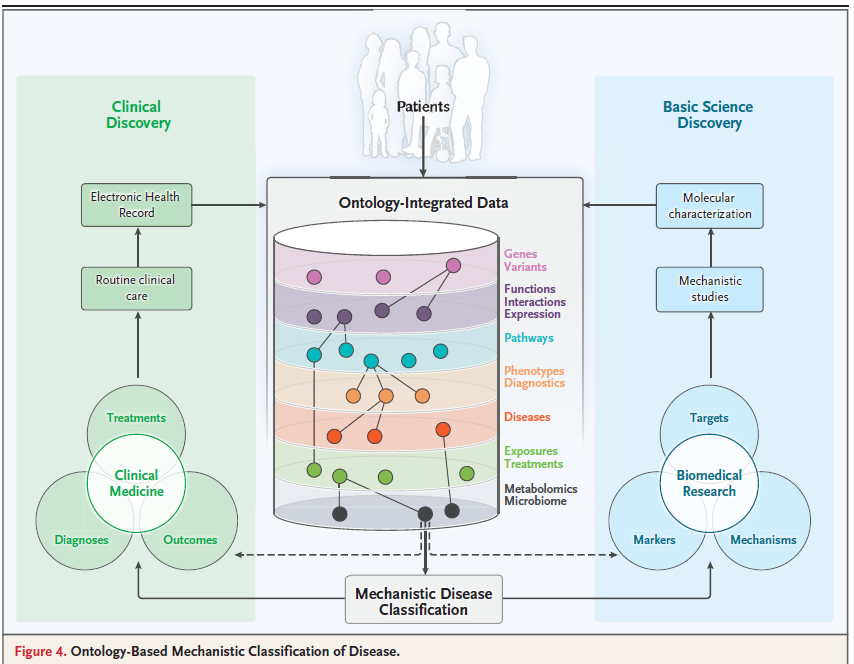 Patients
Clinical
Discovery
Basic Science
Discovery
Electronic Health
Record
Ontology-Integrated Data
Molecular
characterization
Genes
Variants
Functions
Interactions
Expression
Routine clinical
care
Mechanistic
studies
Pathways
Phenotypes
Diagnostics
Diseases
Exposures
Treatments
Metabolomics
Microbiome
Treatments
Clinical
Medicine
Diagnoses
Outcomes
Targets
Biomedical
Research
Markers
Mechanisms
Mechanistic Disease
Classification
Figure 4. Ontology-Based Mechanistic Classification of Disease.